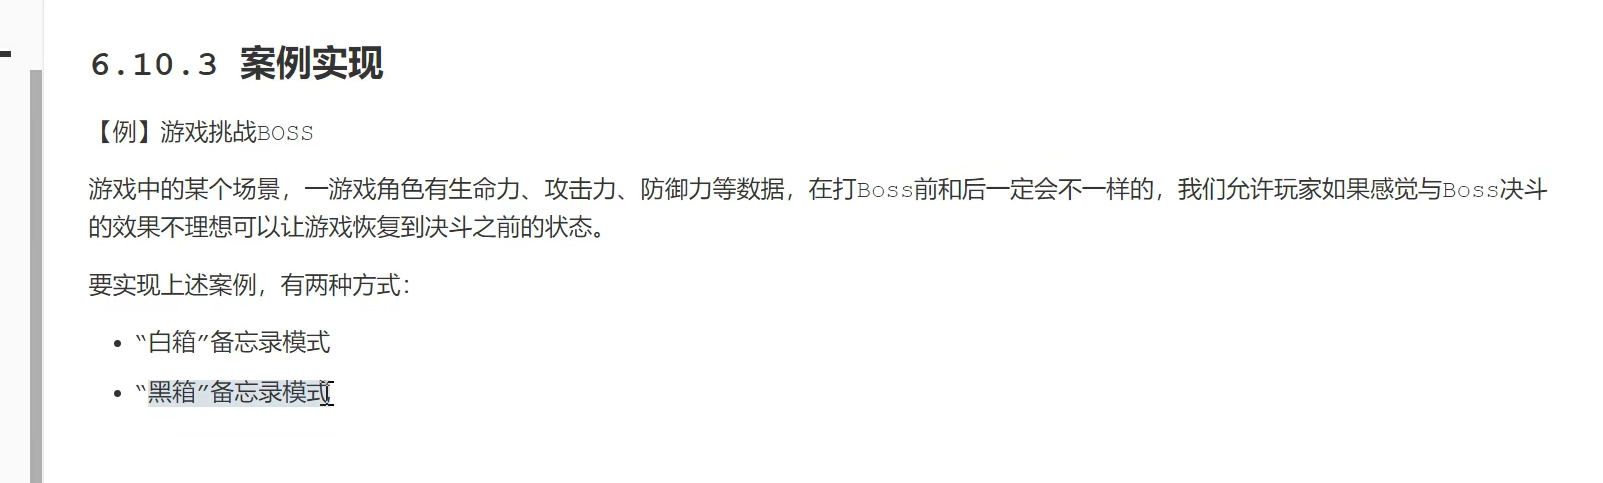 6.10.3 案例实现
【例】游戏挑战BOSS
游戏中的某个场景，一游戏角色有生命力、攻击力、防御力等数据，在打Boss前和后一定会不一样的，我们允许玩家如果感觉与Boss决斗
的效果不理想可以让游戏恢复到决斗之前的状态。
要实现上述案例，有两种方式：
• “白箱”备忘录模式
• “黑箱”备忘录模式